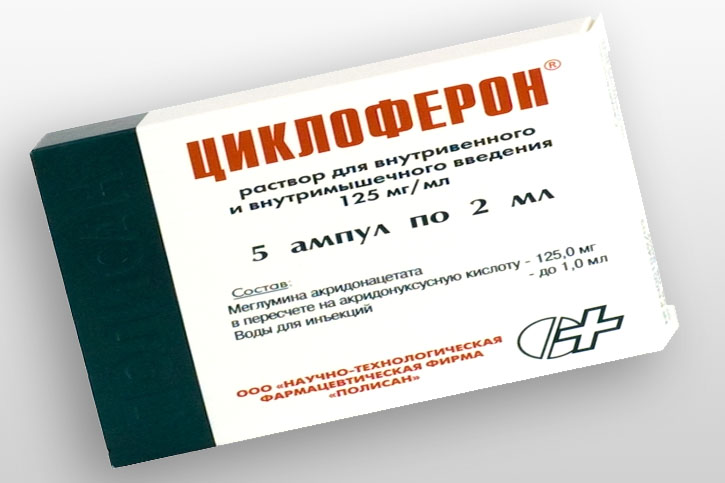 ЦИКЛОФЕРОН®
раствор для внутривенного
и внутримышечного введения
125 мг/мл
5 ампул по 2 мл
Состав:
Меглумина акридонацетата
в пересчете на акридонуксусную кислоту - 125,0 мг
Воды для инъекций - до 1,0 мл
ООО «НАУЧНО-ТЕХНОЛОГИЧЕСКАЯ
ФАРМАЦЕВТИЧЕСКАЯ ФИРМА
«ПОЛИСАН»